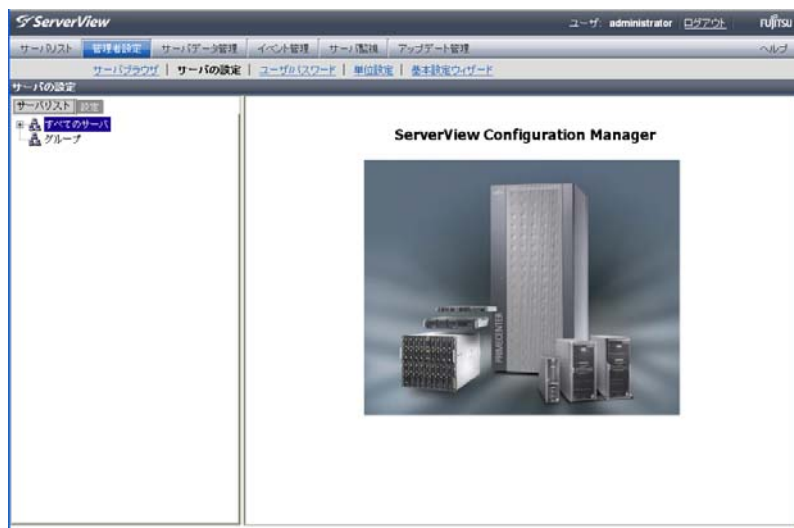 ServerView ユーザ: administrator ログアウト FUJITSU
サーバリスト 管理者設定 サーバデータ管理 イベント管理 サーバ監視 アップデート管理 ヘルプ
サーバブラウザ | サーバの設定 | ユーザパスワード | 単位設定 | 基本設定ウィザード
サーバの設定
サーバリスト 設定
すべてのサーバ
グループ
ServerView Configuration Manager
PRIMECENTER